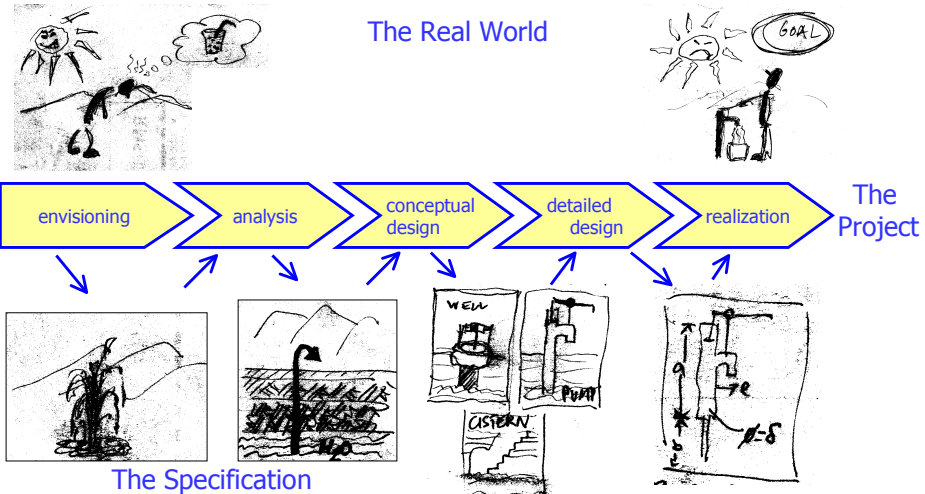 The Real World
GOAL
envisioning
analysis
conceptual
design
detailed
design
realization
The
Project
WELL
PUMP
CISTERN
H2O
a
e
The Specification